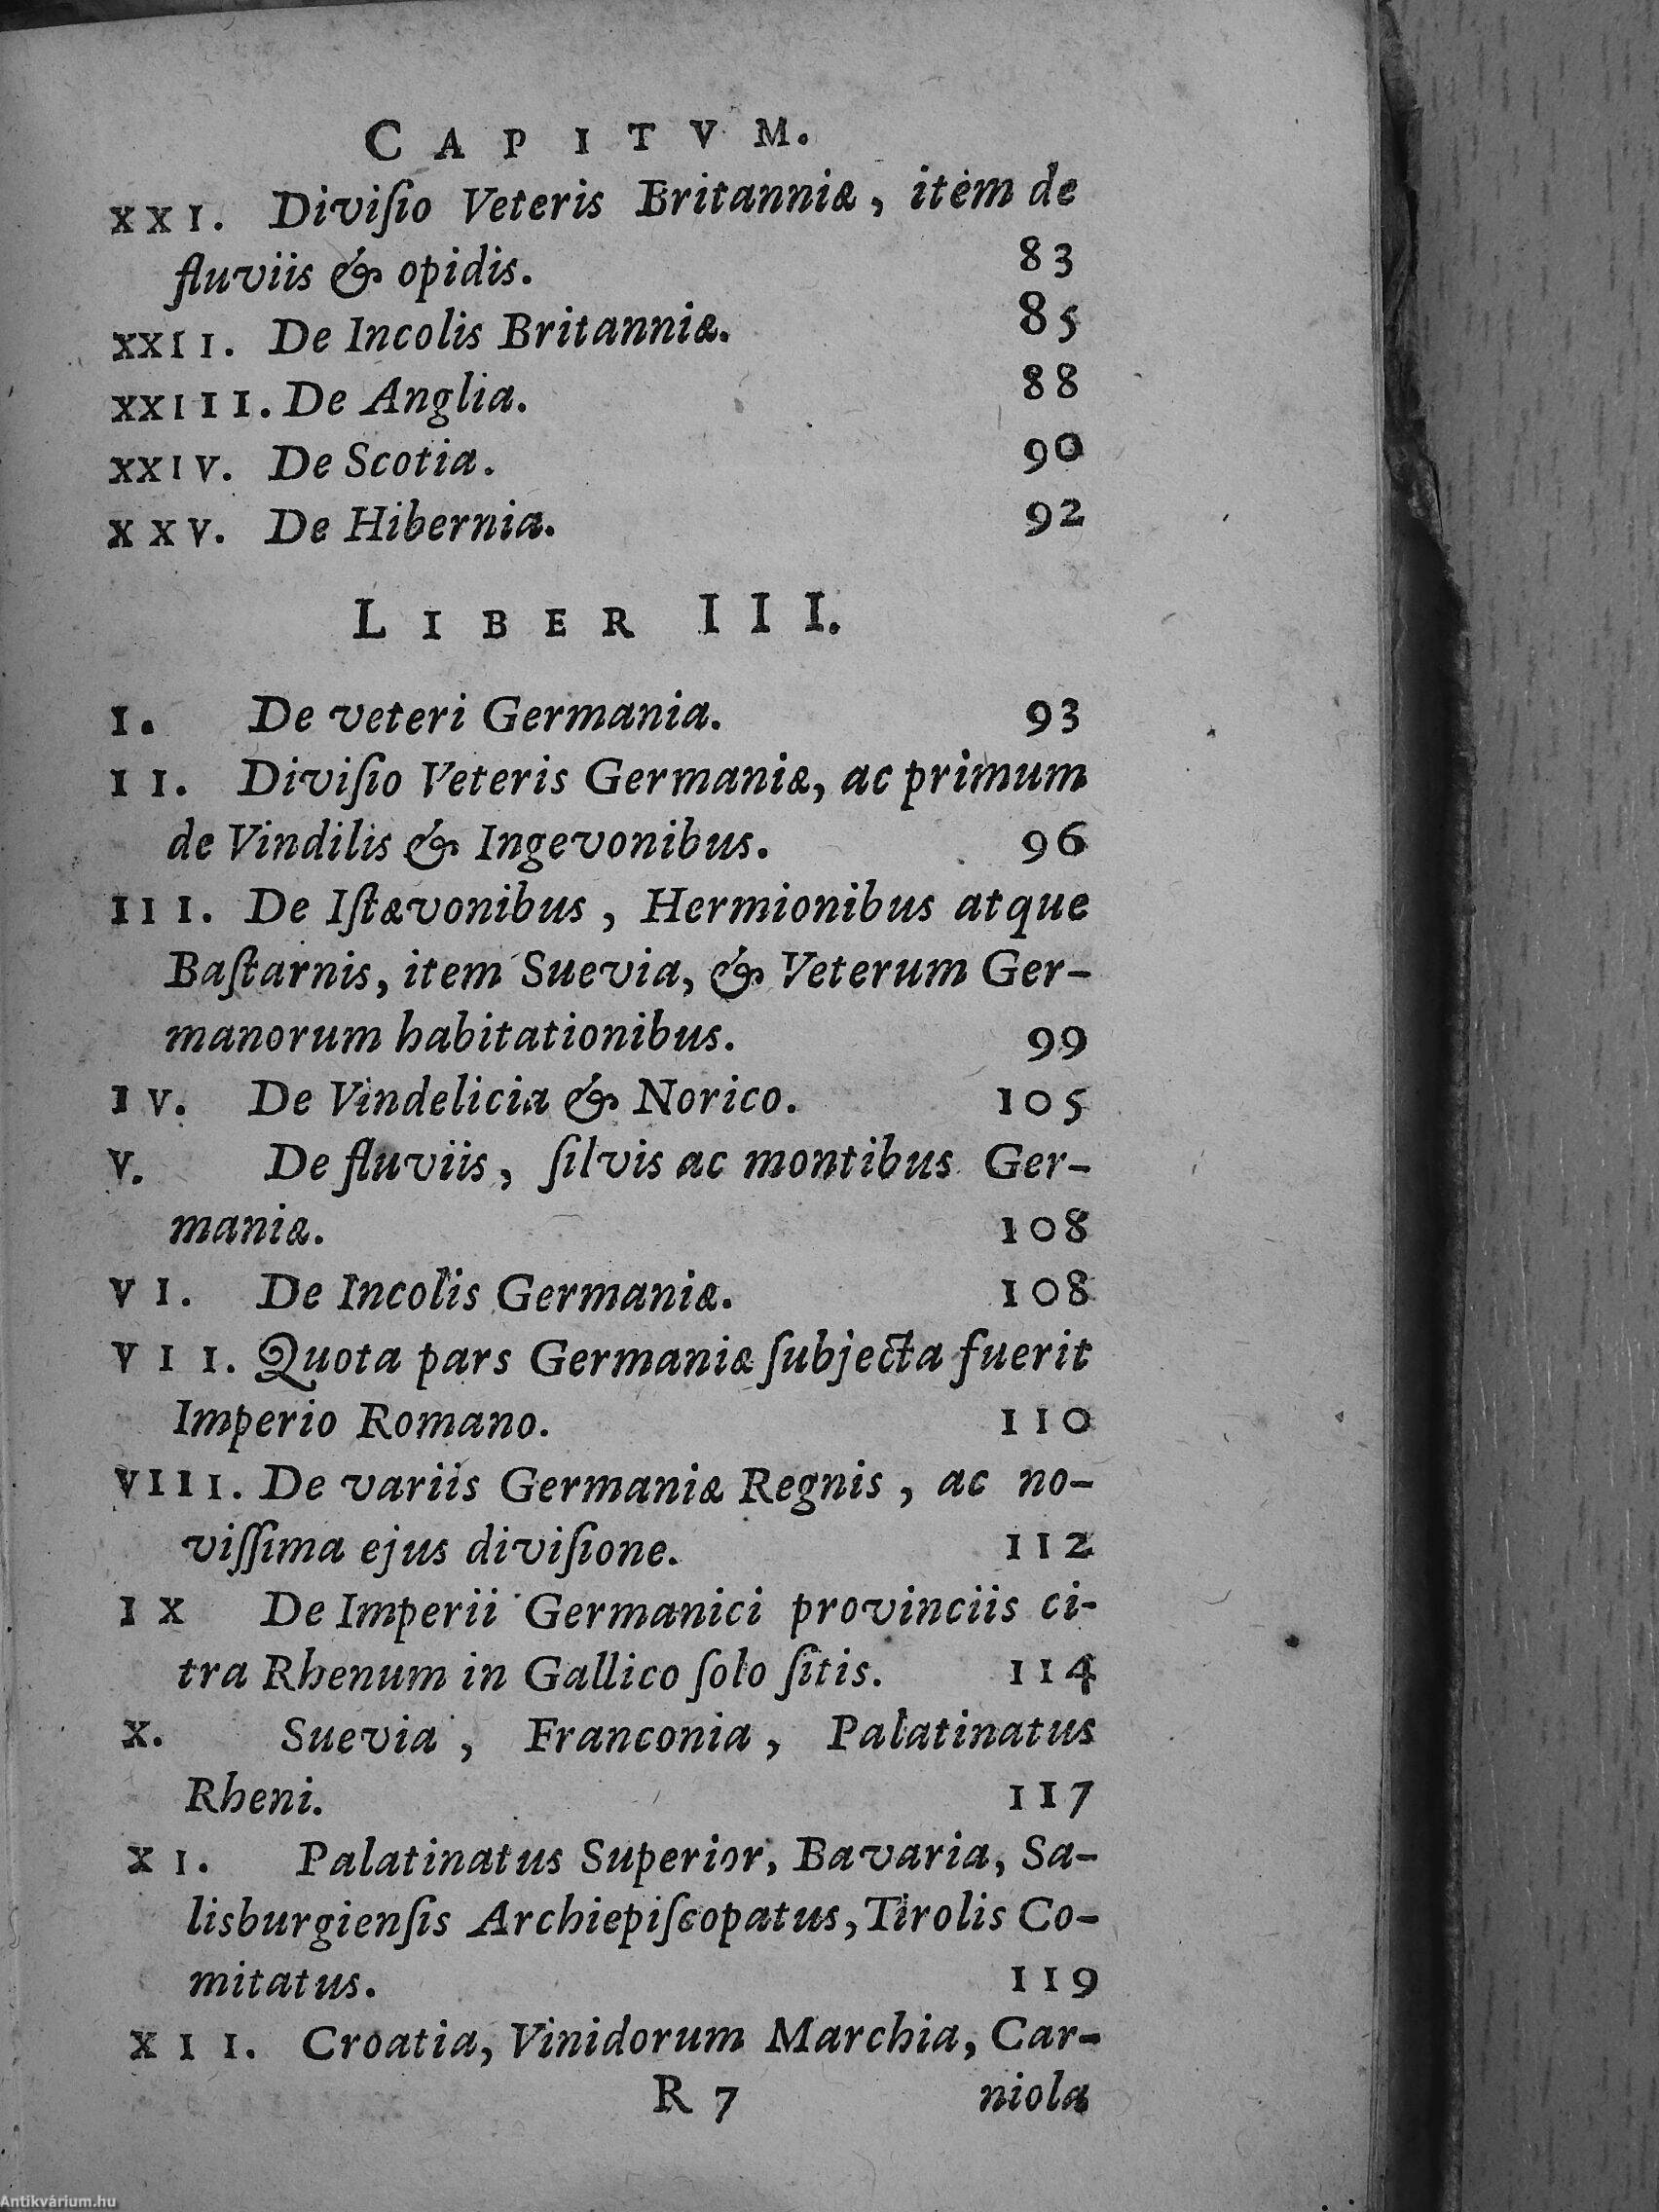 CAPITVM.
XXI. Diviſio Veteris Britanniæ, item de
fluviis & opidis. 83
XXII. De Incolis Britanniæ. 85
XXIII. De Anglia. 88
XXIV. De Scotia. 90
XXV. De Hibernia. 92
LIBER III.
I. De veteri Germania. 93
II. Diviſio Veteris Germaniæ, ac primum
de Vindilis & Ingevonibus. 96
III. De Iſtævonibus, Hermionibus atque
Baſtarnis, item Suevia, & Veterum Ger-
manorum habitationibus. 99
IV. De Vindelicia & Norico. 105
V. De fluviis, ſilvis ac montibus Ger-
maniæ. 108
VI. De Incolis Germaniæ. 108
VII. Quota pars Germaniæ ſubjecta fuerit
Imperio Romano. 110
VIII. De variis Germaniæ Regnis, ac no-
viſſima ejus diviſione. 112
IX De Imperii Germanici provinciis ci-
tra Rhenum in Gallico ſolo ſitis. 114
X. Suevia, Franconia, Palatinatus
Rheni. 117
XI. Palatinatus Superior, Bavaria, Sa-
lisburgienſis Archiepiſcopatus, Tirolis Co-
mitatus. 119
XII. Croatia, Vinidorum Marchia, Car-
R 7 niola
Antikvárium.hu